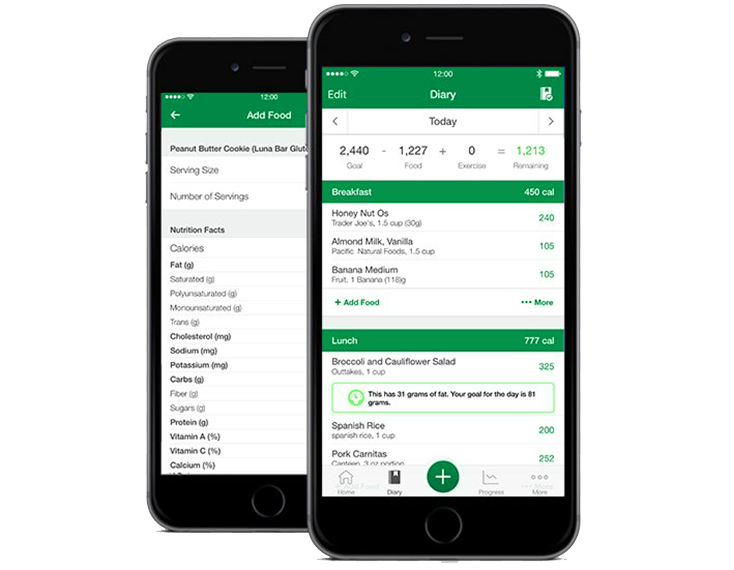 12:00
Add Food
Peanut Butter Cookie (Luna Bar Glut
Serving Size
Number of Servings
Nutrition Facts
Calories
Fat (g)
Saturated (g)
Polyunsaturated (g)
Monounsaturated (g)
Trans (g)
Cholesterol (mg)
Sodium (mg)
Potassium (mg)
Carbs (g)
Fiber (g)
Sugars (g)
Protein (g)
Vitamin A (%)
Vitamin C (%)
Calcium (%)
12:00
Edit Diary
Today
2,440 - 1,227 + 0 = 1,213
Goal Food Exercise Remaining
Breakfast 450 cal
Honey Nut Os
Trader Joe's, 1.5 cup (30g) 240
Almond Milk, Vanilla
Pacific Natural Foods, 1.5 cup 105
Banana Medium
Fruit, 1 Banana (118)g 105
+ Add Food ••• More
Lunch 777 cal
Broccoli and Cauliflower Salad
Outtakes, 1 cup 325
This has 31 grams of fat. Your goal for the day is 81
grams.
Spanish Rice
spanish rice, 1 cup 200
Pork Carnitas
Canteen, 3 oz portion 252
+ Add Food ••• More
Home Diary + Progress More